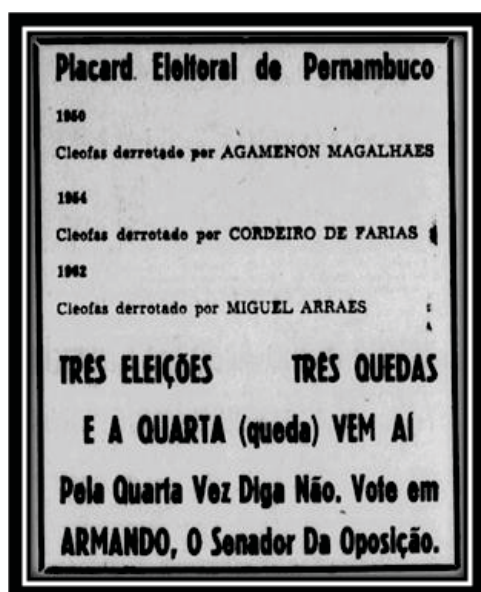 Placard Eleitoral de Pernambuco
1950
Cleofas derrotado por AGAMENON MAGALHÃES
1954
Cleofas derrotado por CORDEIRO DE FARIAS
1962
Cleofas derrotado por MIGUEL ARRAES
TRÊS ELEIÇÕES TRÊS QUEDAS
E A QUARTA (queda) VEM AÍ
Pela Quarta Vez Diga Não. Vote em
ARMANDO, O Senador Da Oposição.